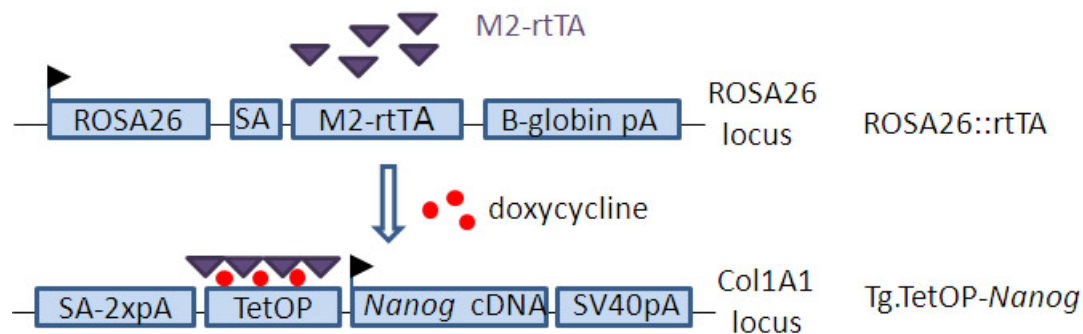 M2-rtTA
ROSA26 SA M2-rtTA B-globin pA
ROSA26
locus
ROSA26::rtTA
doxycycline
SA-2xpA TetOP Nanog cDNA SV40pA
Col1A1
locus
Tg.TetOP-Nanog